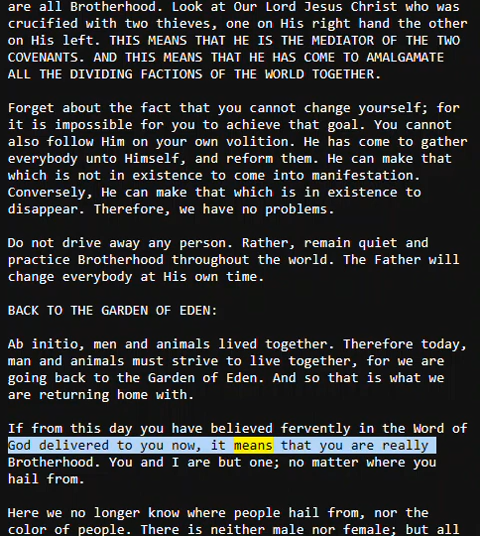 are all Brotherhood. Look at Our Lord Jesus Christ who was
crucified with two thieves, one on His right hand the other
on His left. THIS MEANS THAT HE IS THE MEDIATOR OF THE TWO
COVENANTS. AND THIS MEANS THAT HE HAS COME TO AMALGAMATE
ALL THE DIVIDING FACTIONS OF THE WORLD TOGETHER.
Forget about the fact that you cannot change yourself; for
it is impossible for you to achieve that goal. You cannot
also follow Him on your own volition. He has come to gather
everybody unto Himself, and reform them. He can make that
which is not in existence to come into manifestation.
Conversely, He can make that which is in existence to
disappear. Therefore, we have no problems.
Do not drive away any person. Rather, remain quiet and
practice Brotherhood throughout the world. The Father will
change everybody at His own time.
BACK TO THE GARDEN OF EDEN:
Ab initio, men and animals lived together. Therefore today,
man and animals must strive to live together, for we are
going back to the Garden of Eden. And so that is what we
are returning home with.
If from this day you have believed fervently in the Word of
God delivered to you now, it means that you are really
Brotherhood. You and I are but one; no matter where you
hail from.
Here we no longer know where people hail from, nor the
color of people. There is neither male nor female; but all